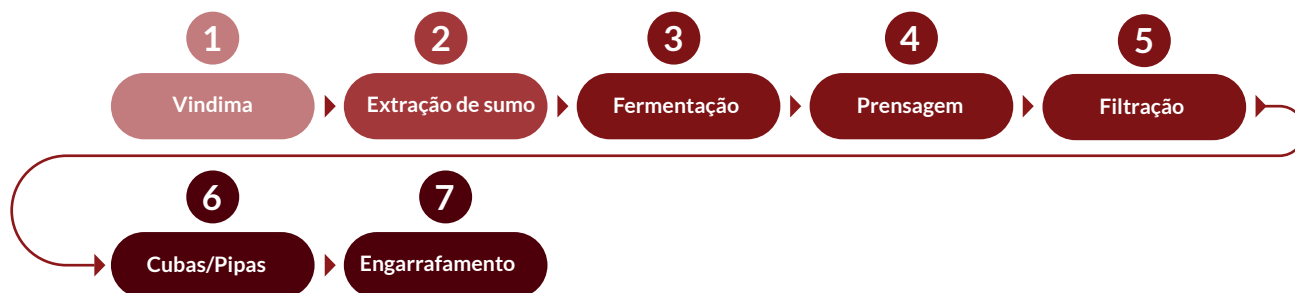 1
Vindima
2
Extração de sumo
3
Fermentação
4
Prensagem
5
Filtração
6
Cubas/Pipas
7
Engarrafamento